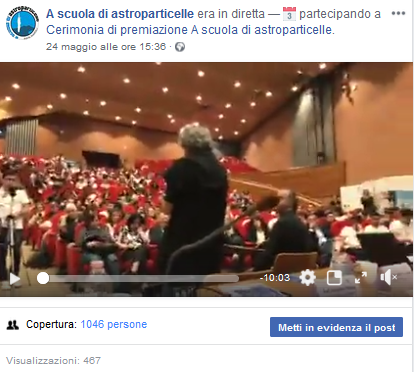 A scuola di astroparticelle era in diretta — 3 partecipando a
Cerimonia di premiazione A scuola di astroparticelle.
24 maggio alle ore 15:36 ·
-10:03
Copertura: 1046 persone
Metti in evidenza il post
Visualizzazioni: 467